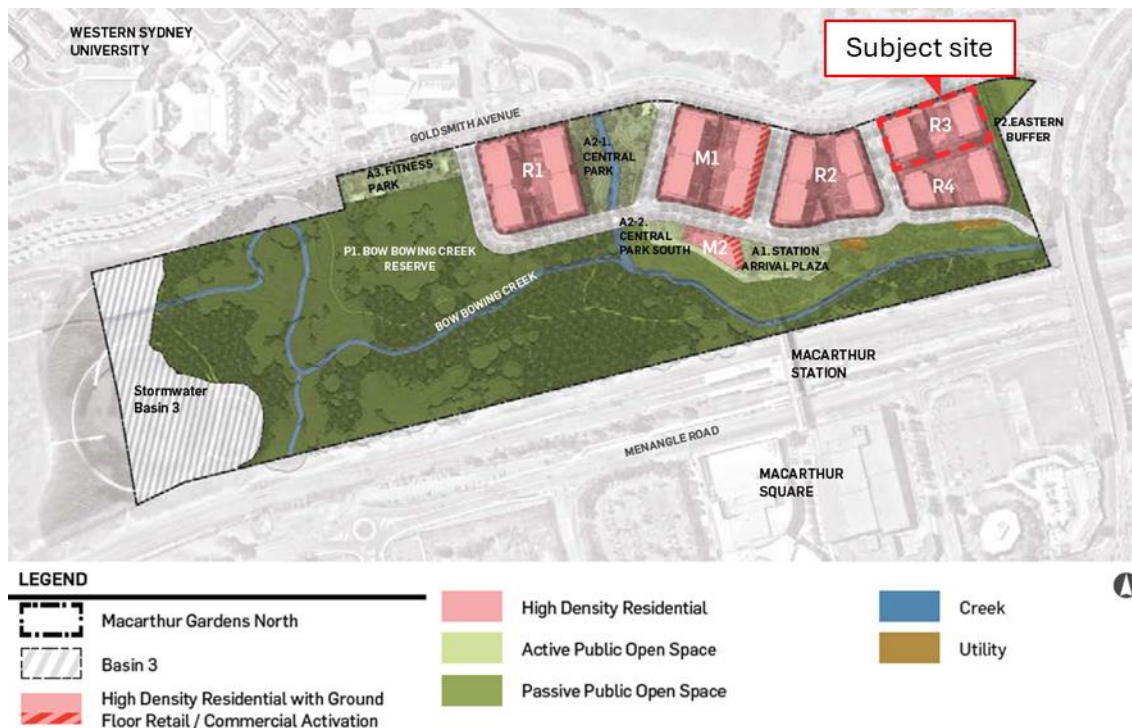 WESTERN SYDNEY
UNIVERSITY
Subject site
GOLDSMITH AVENUE
R3
P2.EASTERN
BUFFER
A2-1.
CENTRAL
PARK
M1
R1
R2
A3. FITNESS
PARK
R4
A2-2.
CENTRAL
PARK SOUTH
M2
A1. STATION
ARRIVAL PLAZA
P1. BOW BOWING CREEK
RESERVE
BOW BOWING CREEK
MACARTHUR
STATION
Stormwater
Basin 3
MENANGLE ROAD
MACARTHUR
SQUARE
LEGEND
Macarthur Gardens North
Basin 3
High Density Residential with Ground
Floor Retail / Commercial Activation
High Density Residential
Active Public Open Space
Passive Public Open Space
Creek
Utility